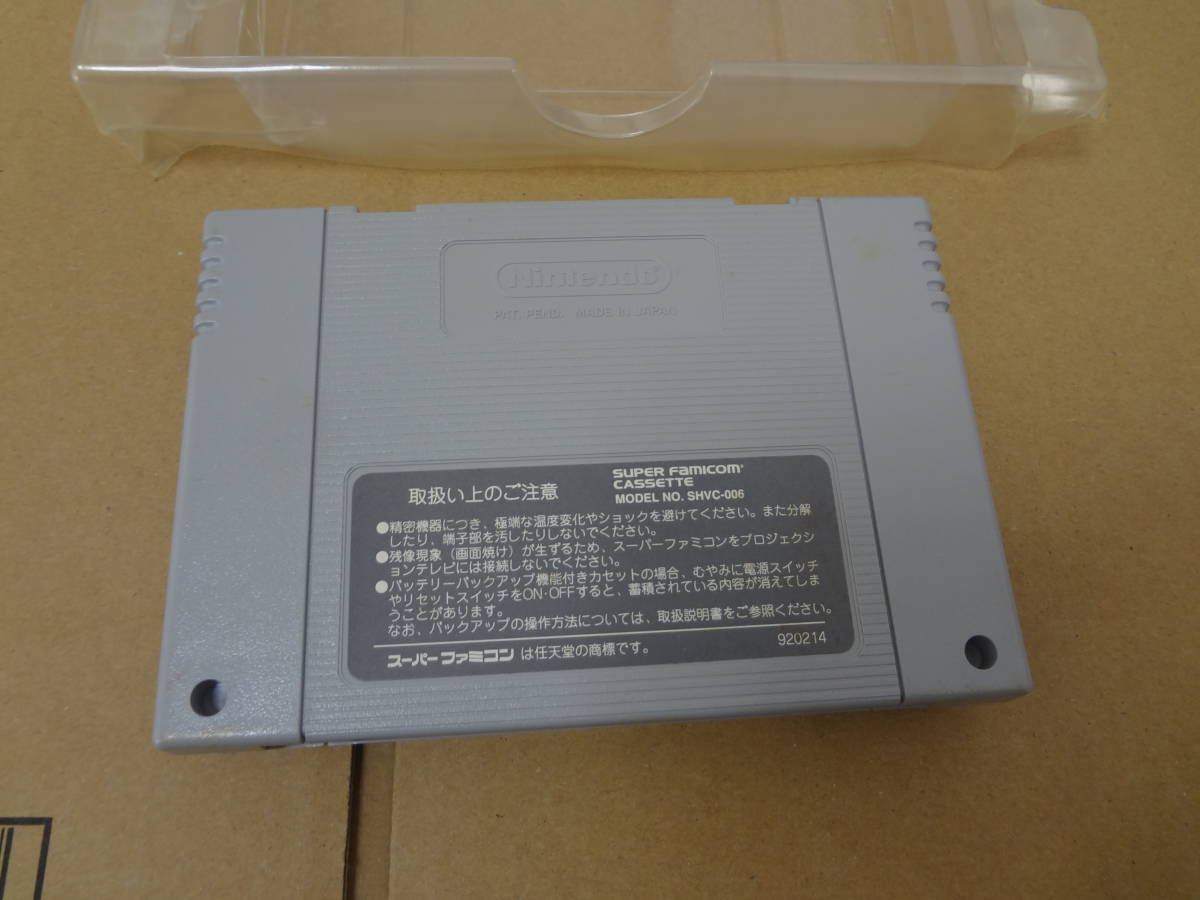 Nintendo
PAT. PEND. MADE IN JAPAN
取扱い上のご注意
SUPER FAMICOM
CASSETTE
MODEL NO. SHVC-006
●精密機器につき、極端な温度変化やショックを避けてください。また分解
したり、端子部を汚したりしないでください。
●残像現象（画面焼け）が生ずるため、スーパーファミコンをプロジェクシ
ョンテレビには接続しないでください。
●バッテリーバックアップ機能付きカセットの場合、むやみに電源スイッチ
やリセットスイッチをON・OFFすると、蓄積されている内容が消えてしま
うことがあります。
なお、バックアップの操作方法については、取扱説明書をご参照ください。
スーパーファミコン は任天堂の商標です。
920214